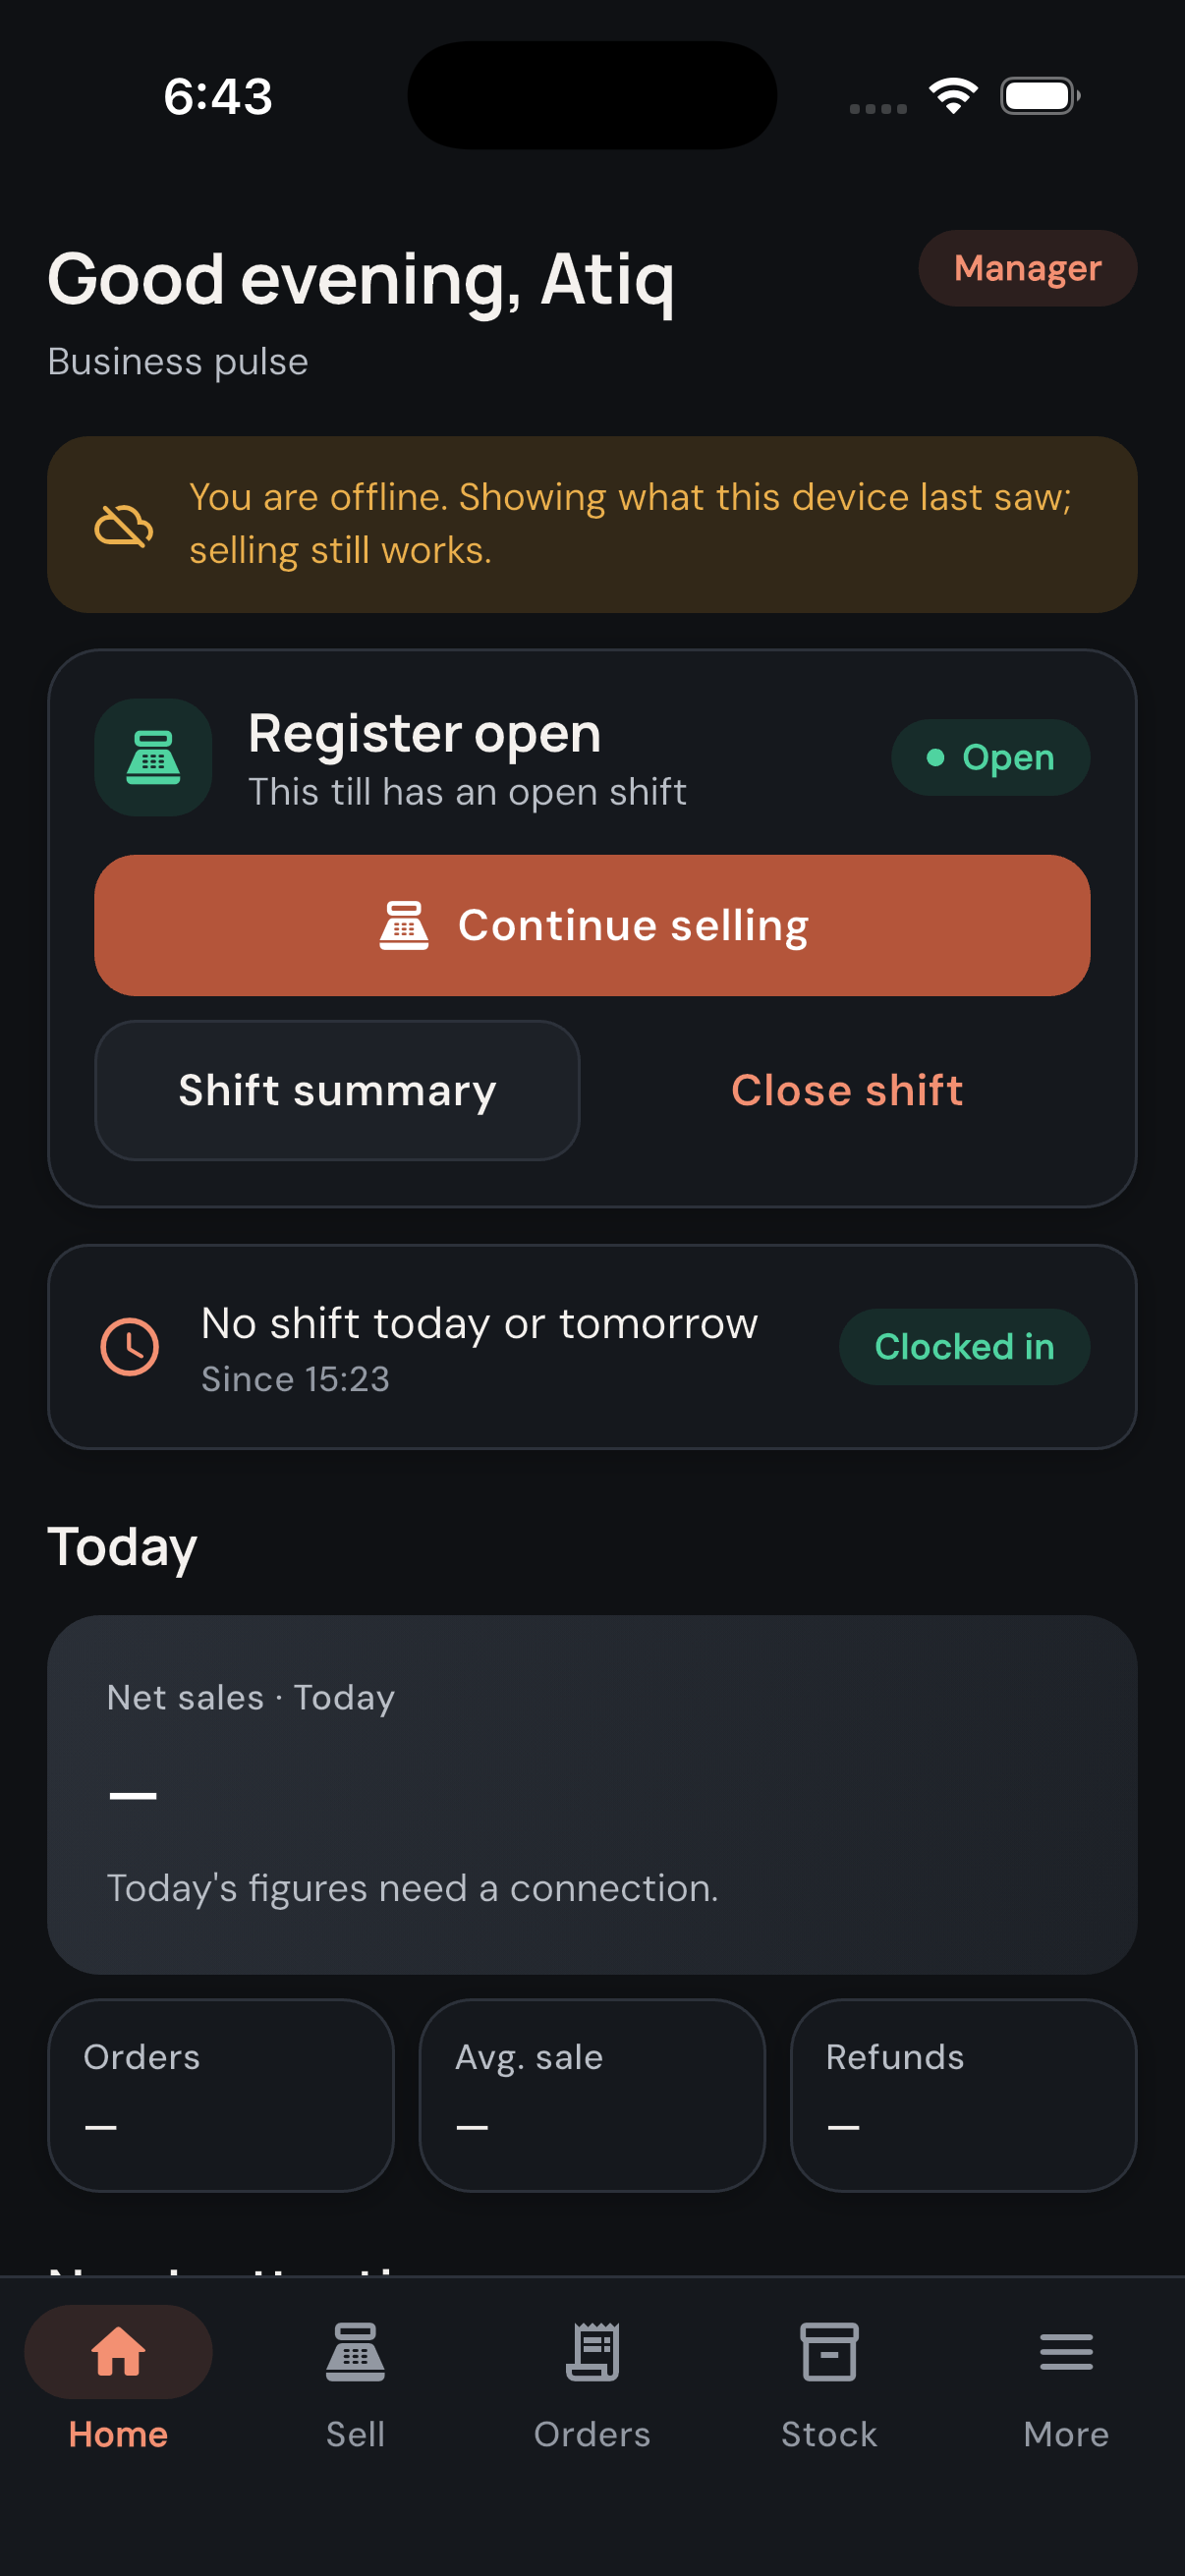 6:43
Good evening, Atiq
Manager
Business pulse
You are offline. Showing what this device last saw;
selling still works.
Register open
This till has an open shift
Open
Continue selling
Shift summary
Close shift
No shift today or tomorrow
Since 15:23
Clocked in
Today
Net sales · Today
—
Today's figures need a connection.
Orders
Avg. sale
Refunds
—
—
—
Home
Sell
Orders
Stock
More